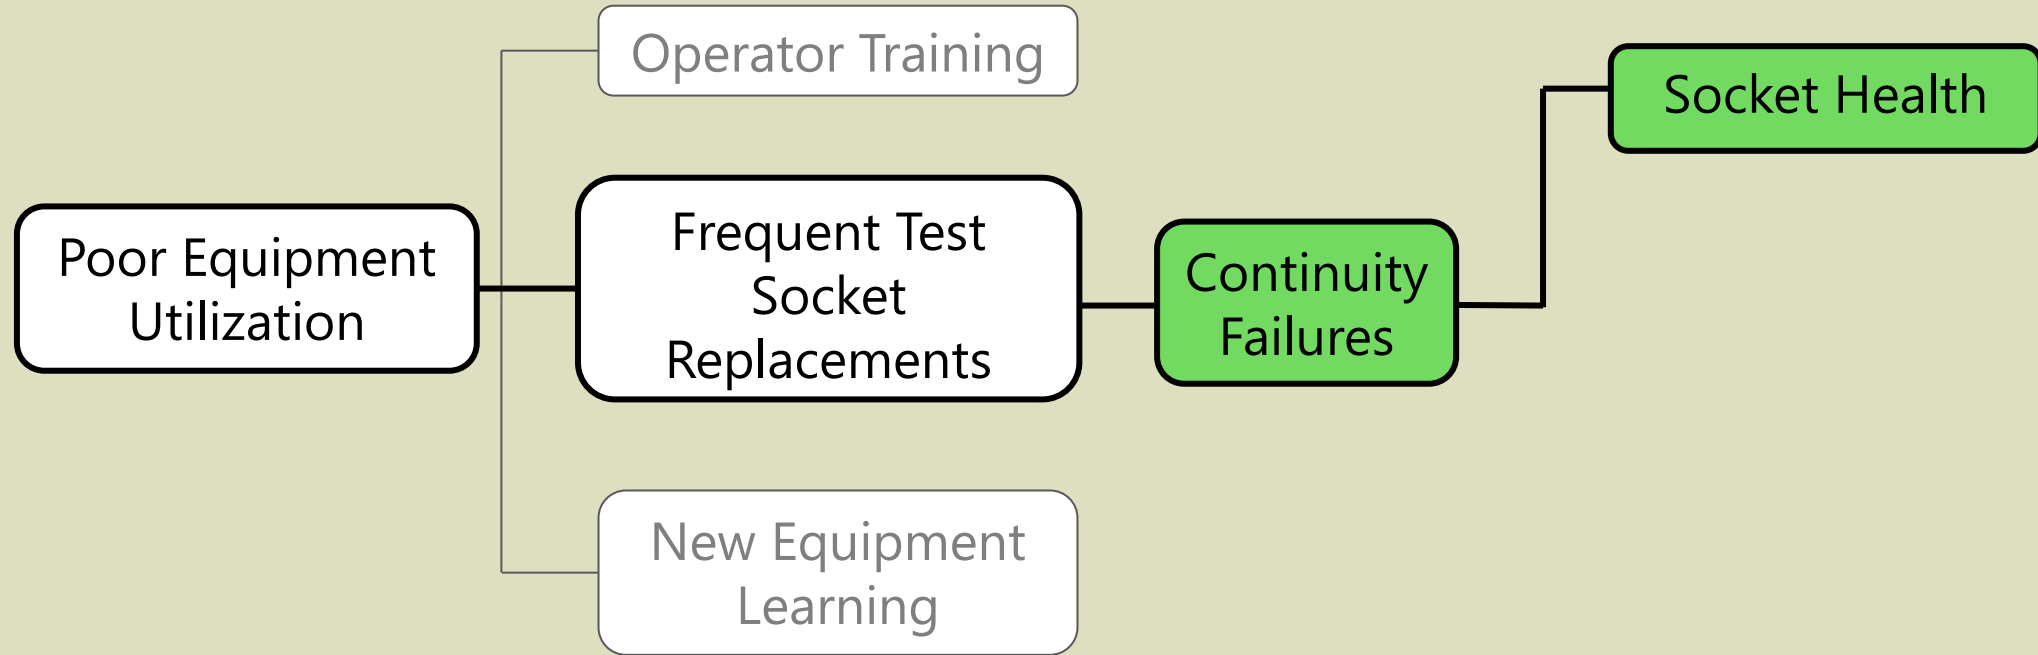 Operator Training
Socket Health
Poor Equipment
Utilization
Frequent Test
Socket
Replacements
Continuity
Failures
New Equipment
Learning